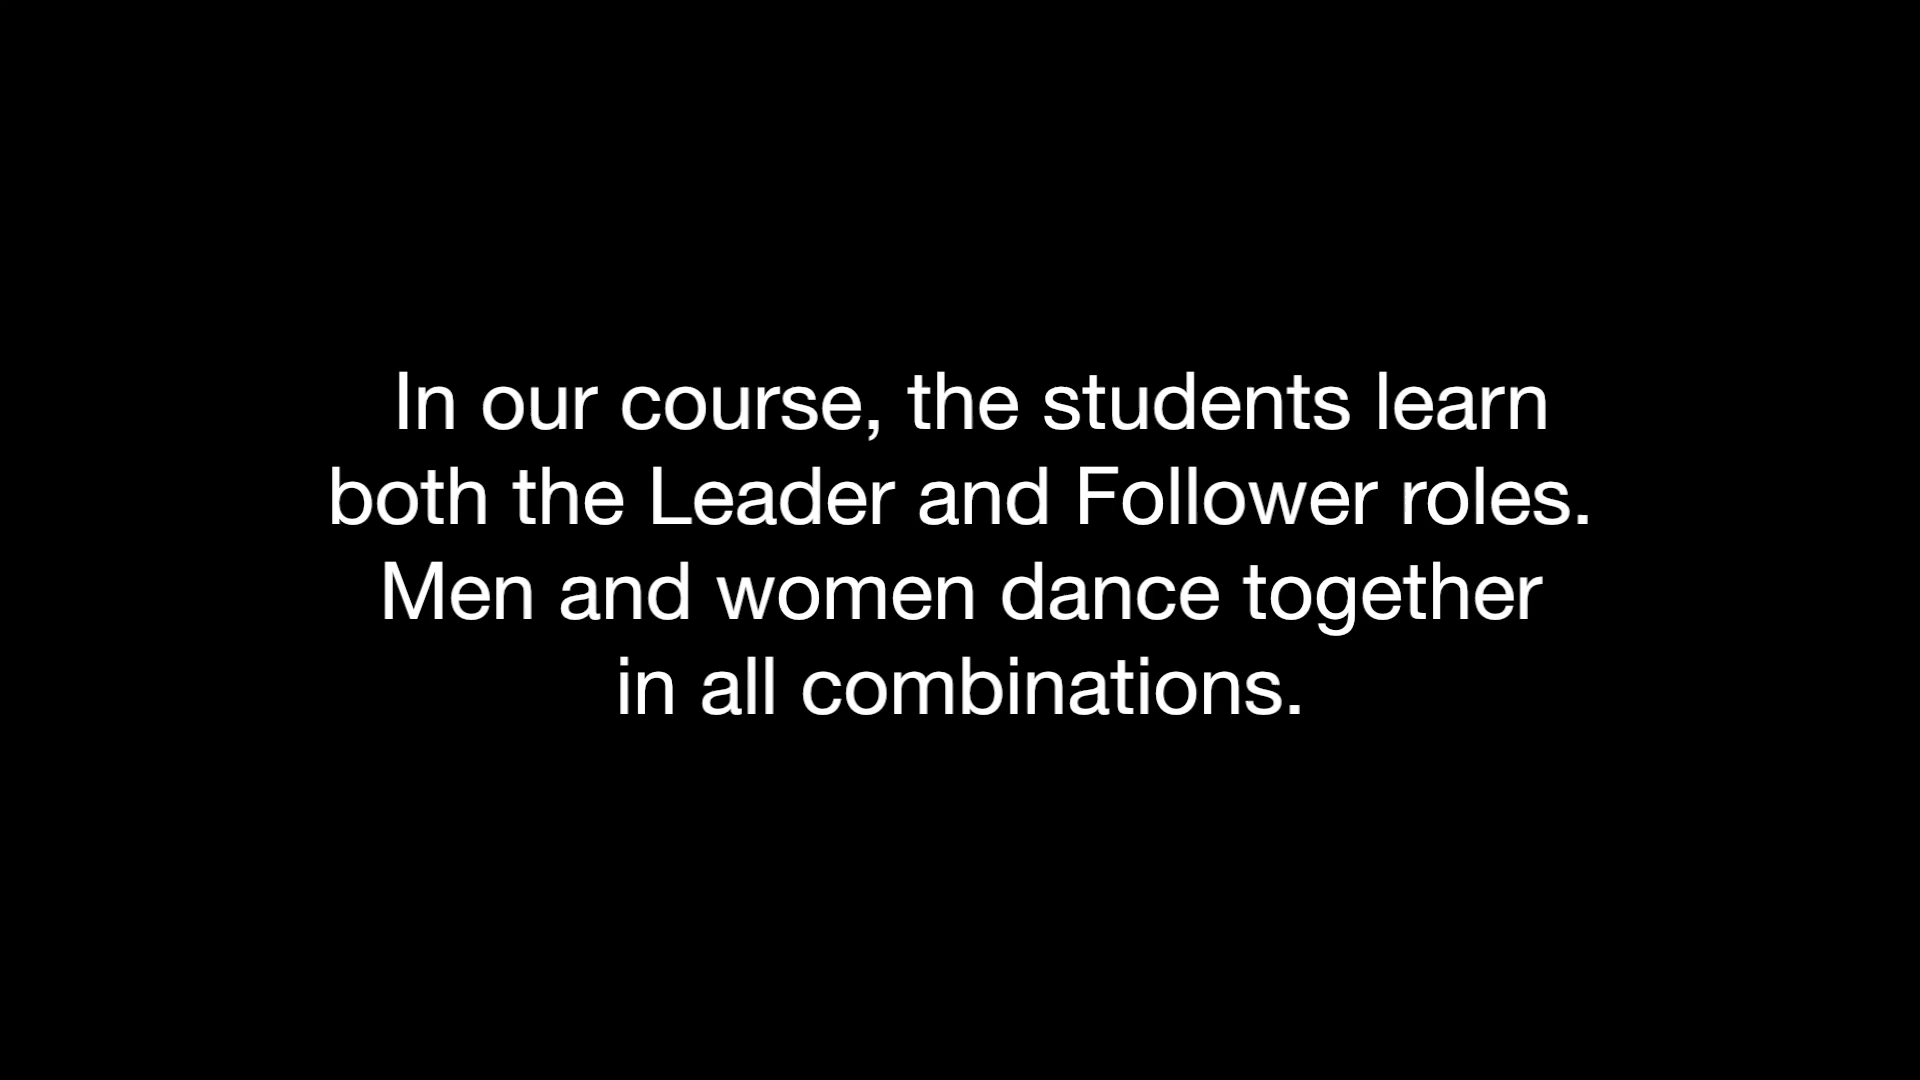 In our course, the students learn
both the Leader and Follower roles.
Men and women dance together
in all combinations.